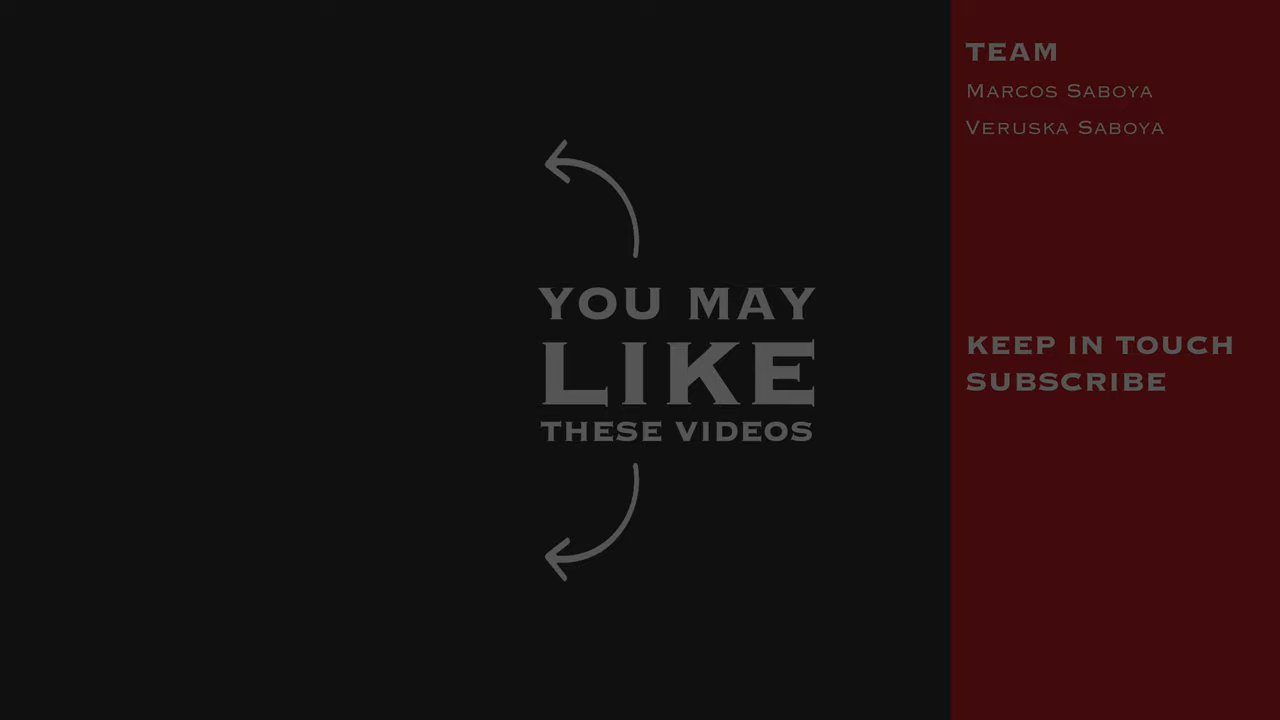 YOU MAY
LIKE
THESE VIDEOS
TEAM
MARCOS SABOYA
VERUSKA SABOYA
KEEP IN TOUCH
SUBSCRIBE